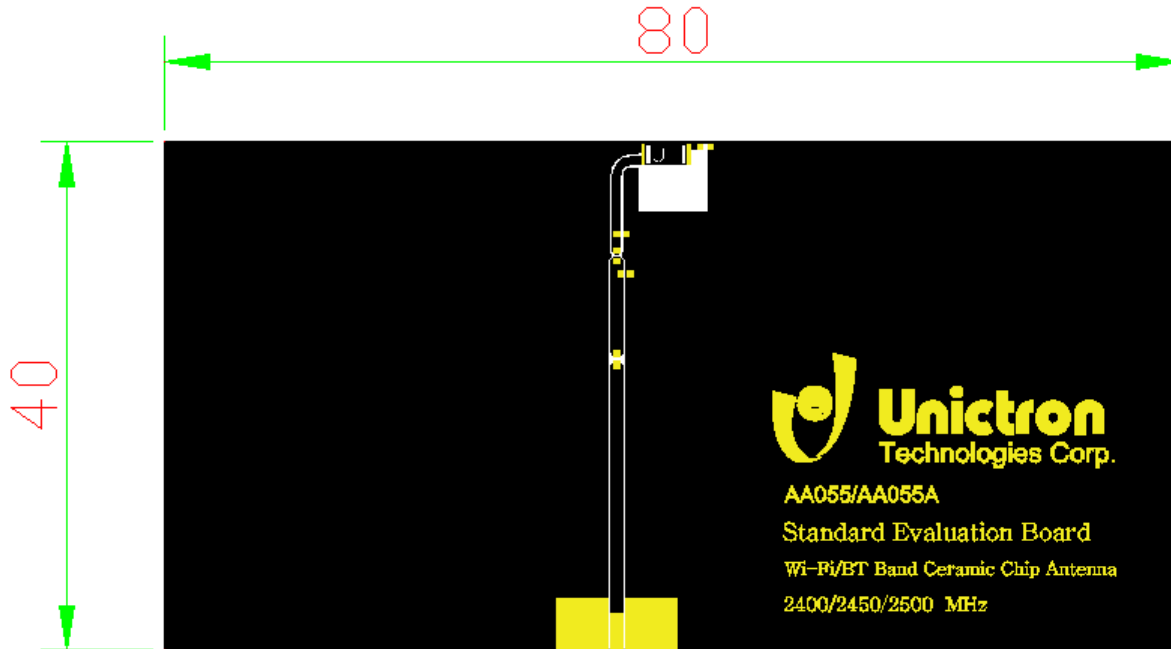 80
40
Unictron
Technologies Corp.
AA055/AA055A
Standard Evaluation Board
Wi-Fi/BT Band Ceramic Chip Antenna
2400/2450/2500 MHz